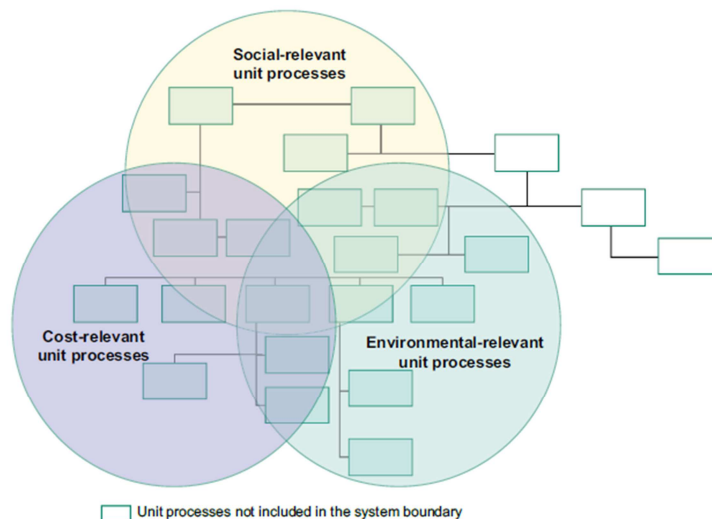 Social-relevant
unit processes
Cost-relevant
unit processes
Environmental-relevant
unit processes
Unit processes not included in the system boundary